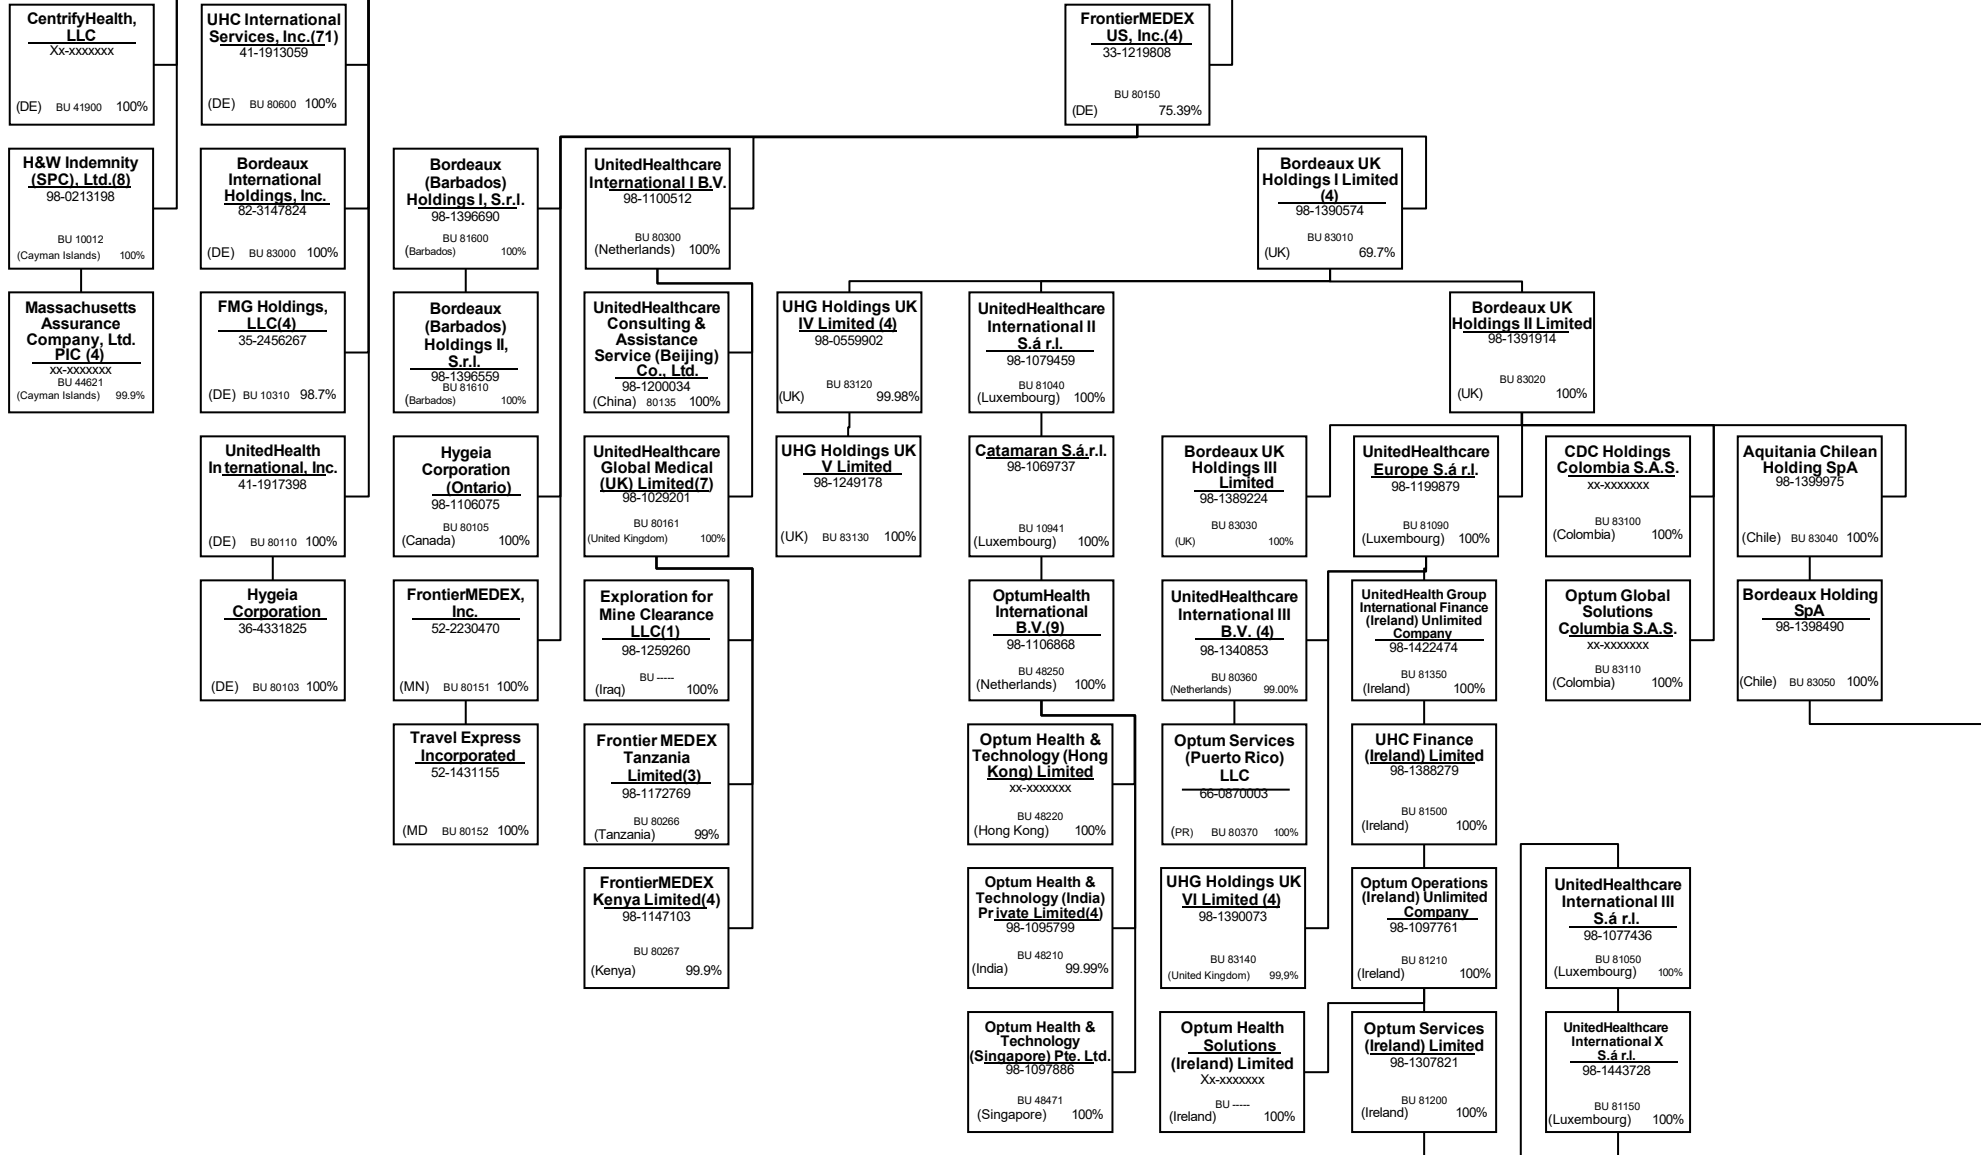 CentrifyHealth,
LLC
Xx-xxxxxxx
(DE) BU 41900 100%
UHC International
Services, Inc.(71)
41-1913059
(DE) BU 80600 100%
FrontierMEDEX
US, Inc.(4)
33-1219808
BU 80150
(DE) 75.39%
H&W Indemnity
(SPC), Ltd.(8)
98-0213198
BU 10012
(Cayman Islands) 100%
Bordeaux
International
Holdings, Inc.
82-3147824
(DE) BU 83000 100%
Bordeaux
(Barbados)
Holdings I, S.r.l.
98-1396690
BU 81600
(Barbados) 100%
UnitedHealthcare
International I B.V.
98-1100512
BU 80300
(Netherlands) 100%
Bordeaux UK
Holdings I Limited
(4)
98-1390574
BU 83010
(UK) 69.7%
Massachusetts
Assurance
Company, Ltd.
PIC (4)
xx-xxxxxxx
BU 44621
(Cayman Islands) 99.9%
FMG Holdings,
LLC(4)
35-2456267
(DE) BU 10310 98.7%
Bordeaux
(Barbados)
Holdings II,
S.r.l.
98-1396559
BU 81610
(Barbados) 100%
UnitedHealthcare
Consulting &
Assistance
Service (Beijing)
Co., Ltd.
98-1200034
(China) 80135 100%
UHG Holdings UK
IV Limited (4)
98-0559902
BU 83120
(UK) 99.98%
UnitedHealthcare
International II
S.á r.l.
98-1079459
BU 81040
(Luxembourg) 100%
Bordeaux UK
Holdings II Limited
98-1391914
BU 83020
(UK) 100%
UnitedHealth
International, Inc.
41-1917398
(DE) BU 80110 100%
Hygeia
Corporation
(Ontario)
98-1106075
BU 80105
(Canada) 100%
UnitedHealthcare
Global Medical
(UK) Limited(7)
98-1029201
BU 80161
(United Kingdom) 100%
UHG Holdings UK
V Limited
98-1249178
(UK) BU 83130 100%
Catamaran S.á.r.l.
98-1069737
BU 10941
(Luxembourg) 100%
Bordeaux UK
Holdings III
Limited
98-1389224
BU 83030
(UK) 100%
UnitedHealthcare
Europe S.á r.l.
98-1199879
BU 81090
(Luxembourg) 100%
CDC Holdings
Colombia S.A.S.
xx-xxxxxxx
BU 83100
(Colombia) 100%
Aquitania Chilean
Holding SpA
98-1399975
(Chile) BU 83040 100%
Hygeia
Corporation
36-4331825
(DE) BU 80103 100%
FrontierMEDEX,
Inc.
52-2230470
(MN) BU 80151 100%
Exploration for
Mine Clearance
LLC(1)
98-1259260
BU -----
(Iraq) 100%
OptumHealth
International
B.V.(9)
98-1106868
BU 48250
(Netherlands) 100%
UnitedHealthcare
International III
B.V. (4)
98-1340853
BU 80360
(Netherlands) 99.00%
UnitedHealth Group
International Finance
(Ireland) Unlimited
Company
98-1422474
BU 81350
(Ireland) 100%
Optum Global
Solutions
Columbia S.A.S.
xx-xxxxxxx
BU 83110
(Colombia) 100%
Bordeaux Holding
SpA
98-1398490
(Chile) BU 83050 100%
Travel Express
Incorporated
52-1431155
(MD BU 80152 100%
Frontier MEDEX
Tanzania
Limited(3)
98-1172769
BU 80266
(Tanzania) 99%
Optum Health &
Technology (Hong
Kong) Limited
xx-xxxxxxx
BU 48220
(Hong Kong) 100%
Optum Services
(Puerto Rico)
LLC
66-0870003
(PR) BU 80370 100%
UHC Finance
(Ireland) Limited
98-1388279
BU 81500
(Ireland) 100%
FrontierMEDEX
Kenya Limited(4)
98-1147103
BU 80267
(Kenya) 99.9%
Optum Health &
Technology (India)
Private Limited(4)
98-1095799
BU 48210
(India) 99.99%
UHG Holdings UK
VI Limited (4)
98-1390073
BU 83140
(United Kingdom) 99,9%
Optum Operations
(Ireland) Unlimited
Company
98-1097761
BU 81210
(Ireland) 100%
UnitedHealthcare
International III
S.á r.l.
98-1077436
BU 81050
(Luxembourg) 100%
Optum Health &
Technology
(Singapore) Pte. Ltd.
98-1097886
BU 48471
(Singapore) 100%
Optum Health
Solutions
(Ireland) Limited
Xx-xxxxxxx
BU -----
(Ireland) 100%
Optum Services
(Ireland) Limited
98-1307821
BU 81200
(Ireland) 100%
UnitedHealthcare
International X
S.á r.l.
98-1443728
BU 81150
(Luxembourg) 100%